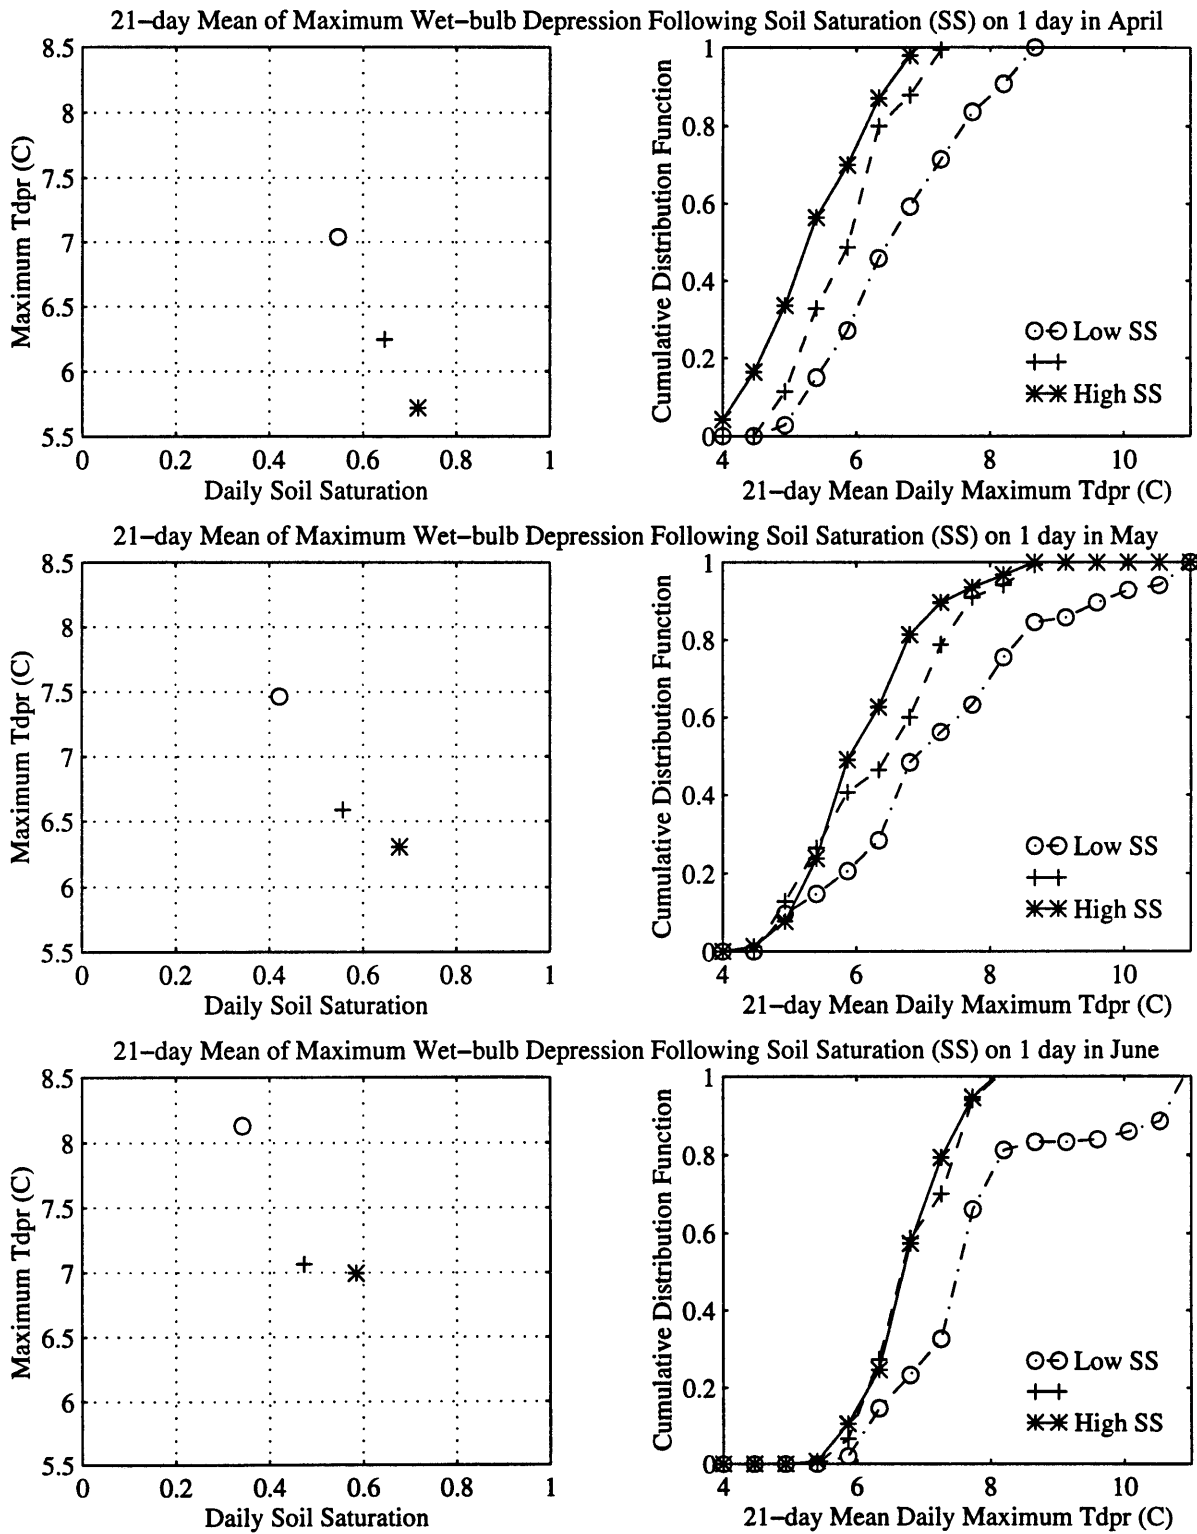 21−day Mean of Maximum Wet−bulb Depression Following Soil Saturation (SS) on 1 day in April
Maximum Tdpr (C)
8.5
8
7.5
7
6.5
6
5.5
0 0.2 0.4 0.6 0.8 1
Daily Soil Saturation
Cumulative Distribution Function
1
0.8
0.6
0.4
0.2
0
Low SS
High SS
4 6 8 10
21−day Mean Daily Maximum Tdpr (C)
21−day Mean of Maximum Wet−bulb Depression Following Soil Saturation (SS) on 1 day in May
Maximum Tdpr (C)
8.5
8
7.5
7
6.5
6
5.5
0 0.2 0.4 0.6 0.8 1
Daily Soil Saturation
Cumulative Distribution Function
1
0.8
0.6
0.4
0.2
0
Low SS
High SS
4 6 8 10
21−day Mean Daily Maximum Tdpr (C)
21−day Mean of Maximum Wet−bulb Depression Following Soil Saturation (SS) on 1 day in June
Maximum Tdpr (C)
8.5
8
7.5
7
6.5
6
5.5
0 0.2 0.4 0.6 0.8 1
Daily Soil Saturation
Cumulative Distribution Function
1
0.8
0.6
0.4
0.2
0
Low SS
High SS
4 6 8 10
21−day Mean Daily Maximum Tdpr (C)